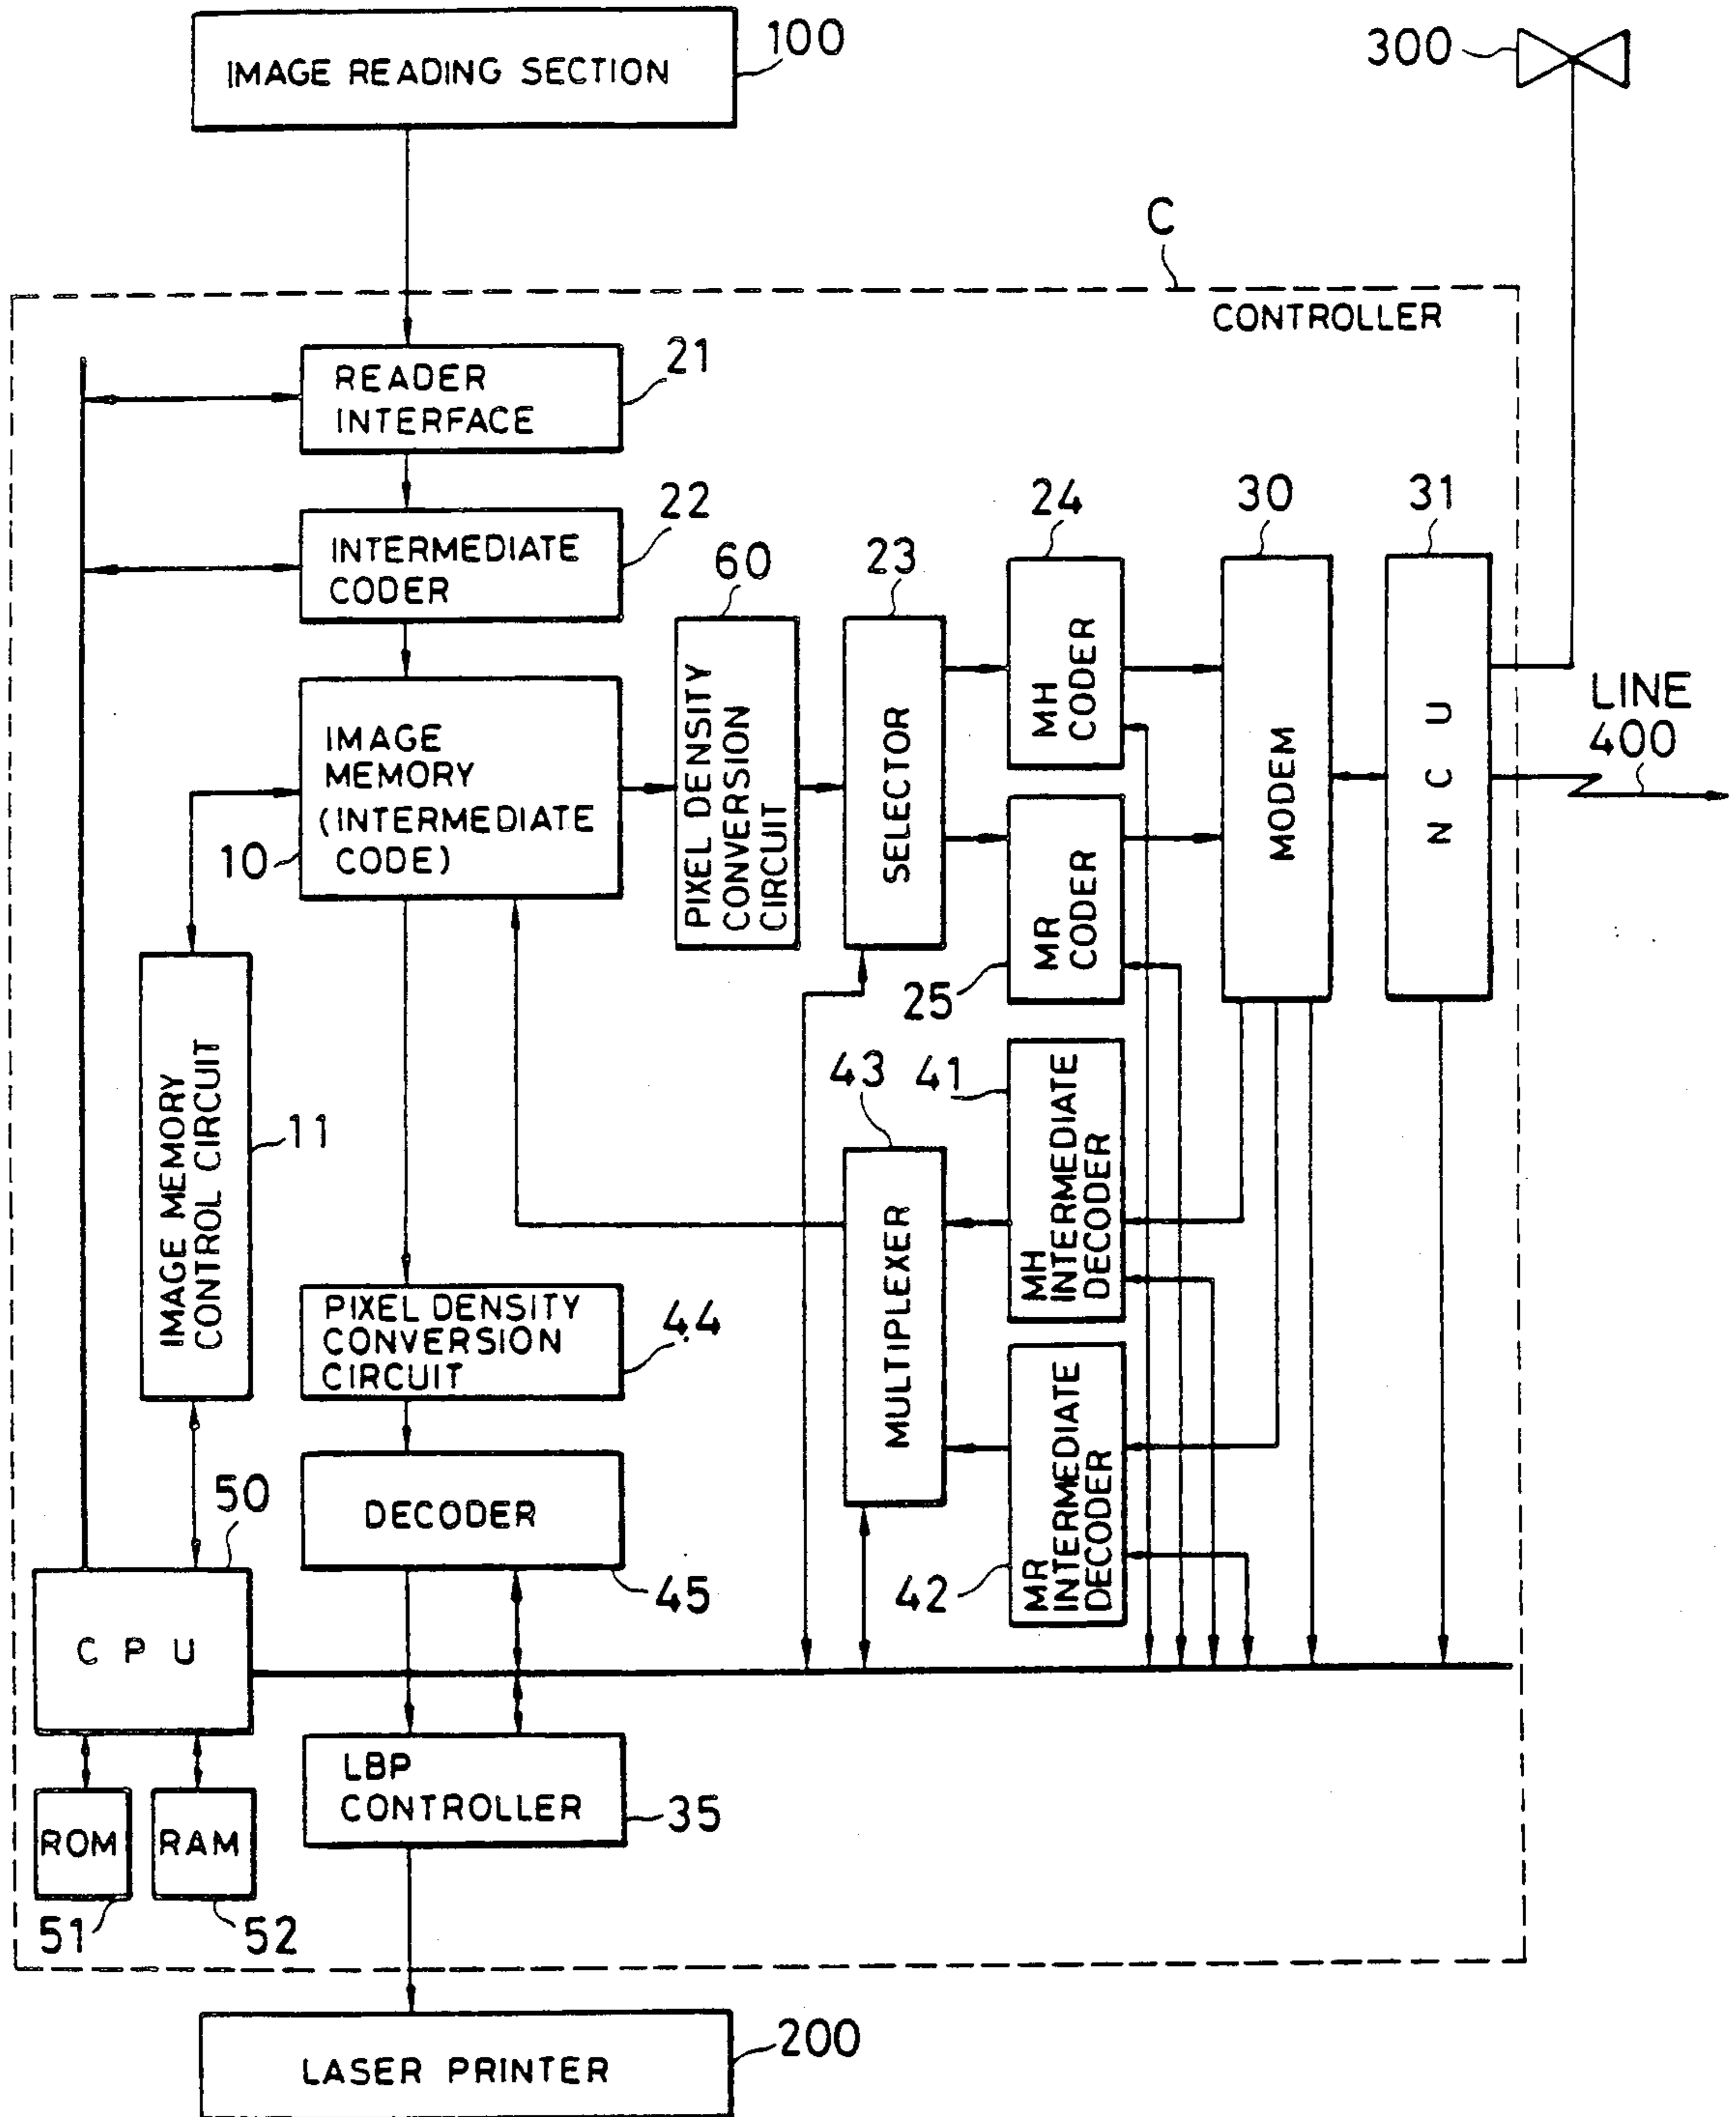 IMAGE READING SECTION
100
300
C
CONTROLLER
READER
INTERFACE
21
INTERMEDIATE
CODER
22
60
23
24
30
31
IMAGE
MEMORY
(INTERMEDIATE
CODE)
10
PIXEL DENSITY
CONVERSION
CIRCUIT
SELECTOR
MH
CODER
MR
CODER
25
MODEM
NCU
LINE
400
IMAGE MEMORY
CONTROL CIRCUIT
11
43
41
MULTIPLEXER
MH
INTERMEDIATE
DECODER
MR
INTERMEDIATE
DECODER
42
PIXEL DENSITY
CONVERSION
CIRCUIT
44
DECODER
45
50
CPU
LBP
CONTROLLER
35
ROM
RAM
51
52
LASER PRINTER
200